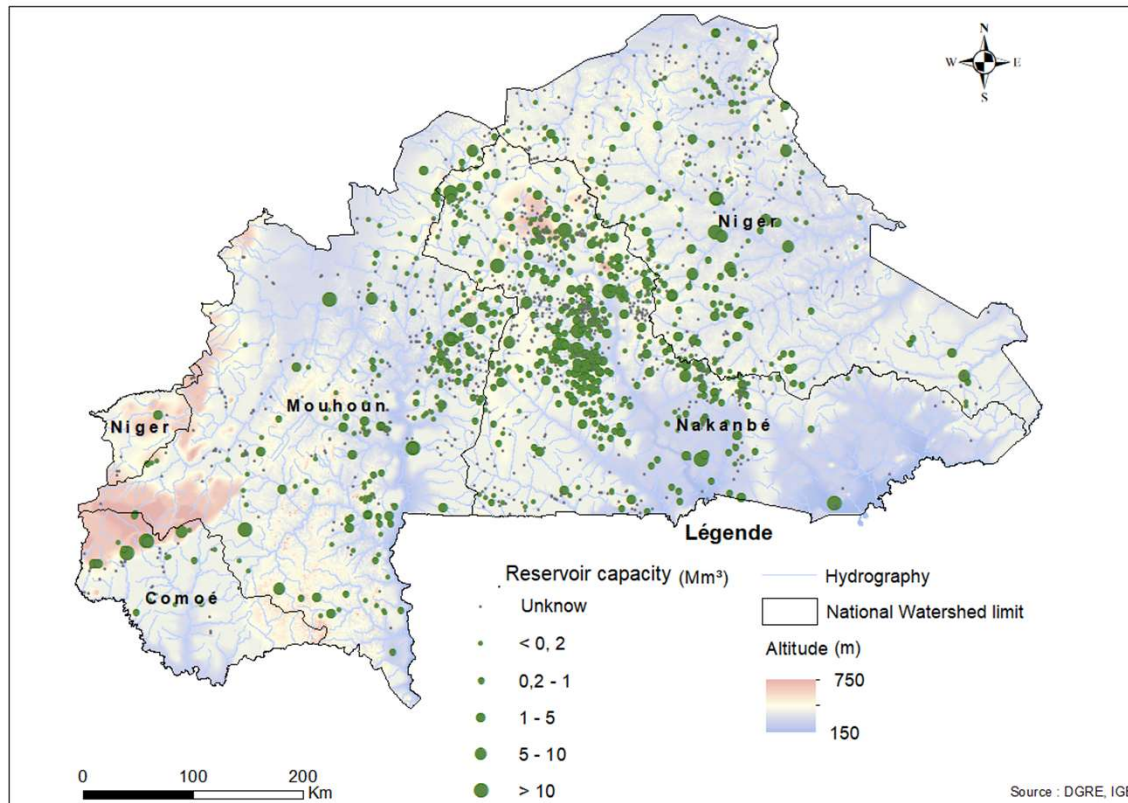 N
W E
S
Niger
Mouhoun
Niger
Nakanbé
Comoé
Légende
Reservoir capacity (Mm³)
Unknow
< 0, 2
0,2 - 1
1 - 5
5 - 10
> 10
Hydrography
National Watershed limit
Altitude (m)
750
150
0 100 200
Km
Source : DGRE, IGB